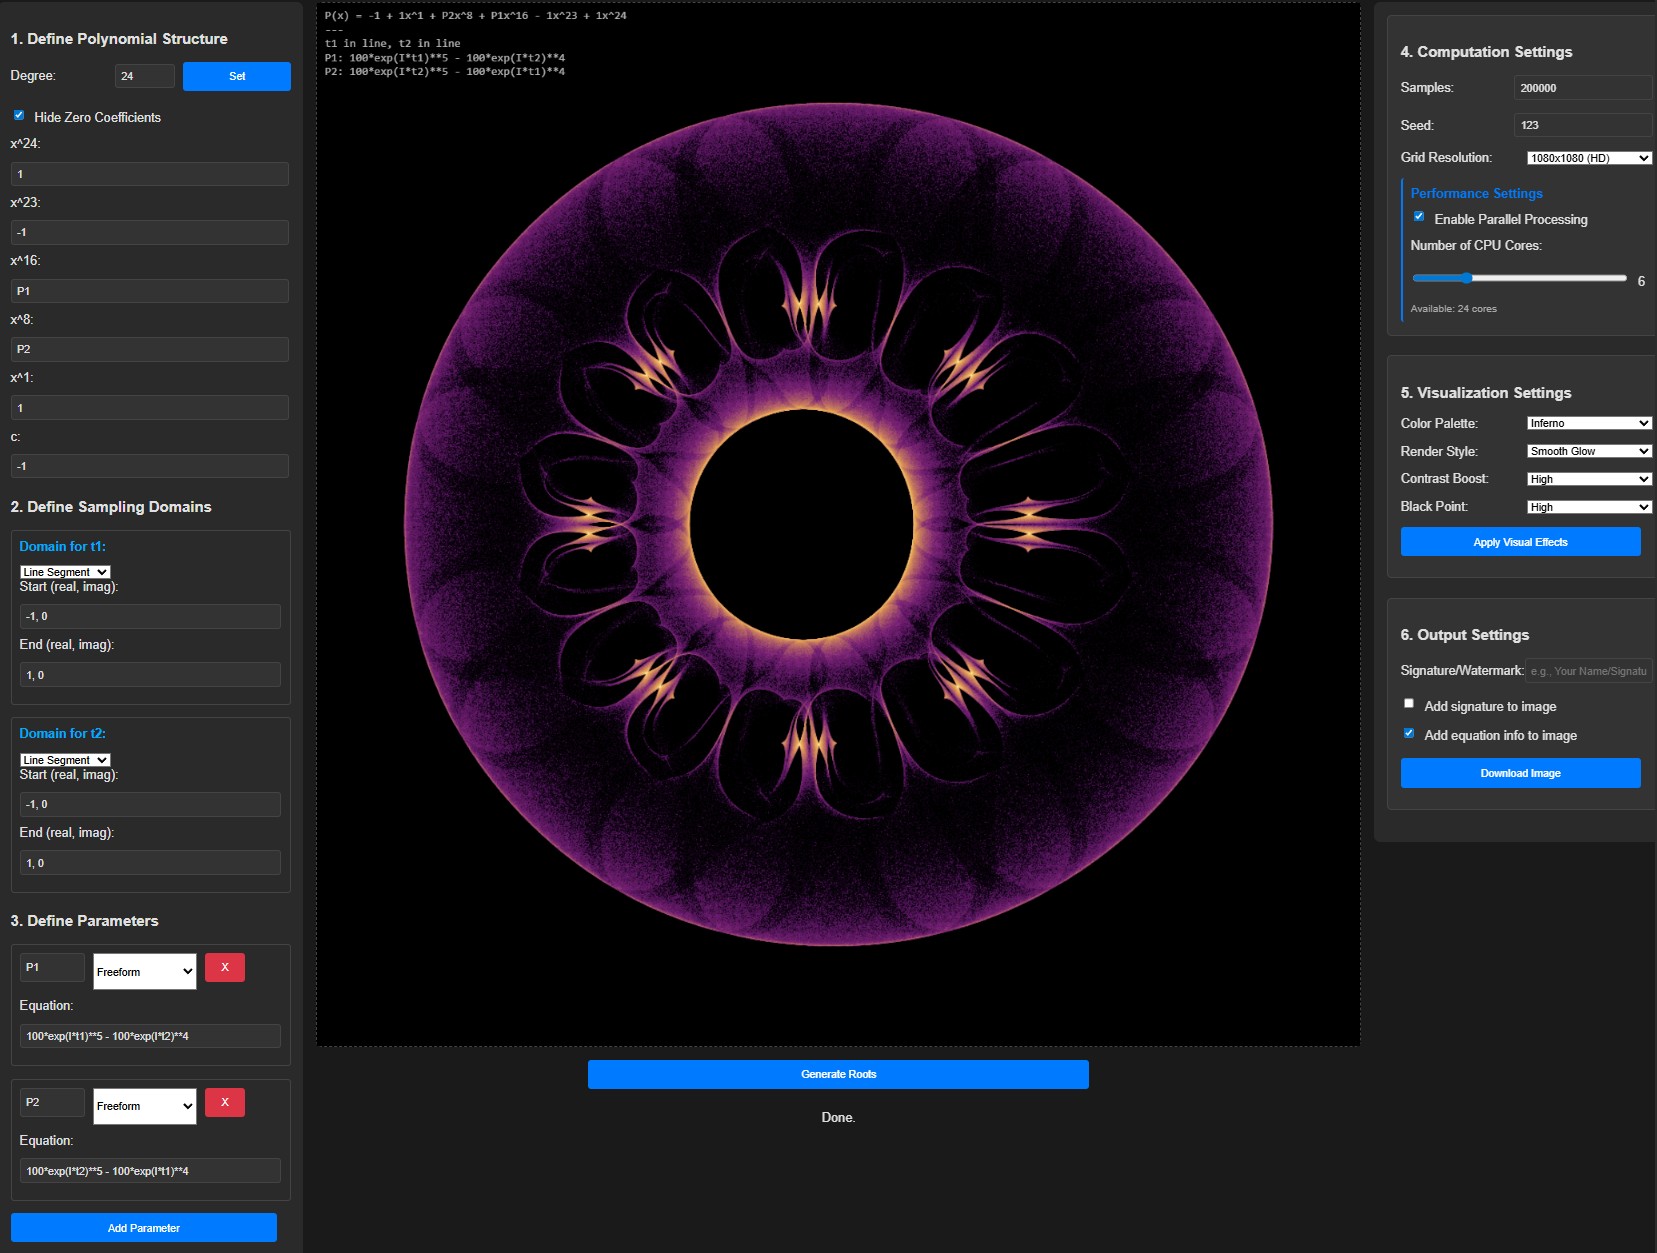 1. Define Polynomial Structure
Degree: 24 Set
Hide Zero Coefficients
x^24:
1
x^23:
-1
x^16:
P1
x^8:
P2
x^1:
1
c:
-1
2. Define Sampling Domains
Domain for t1:
Line Segment
Start (real, imag):
-1, 0
End (real, imag):
1, 0
Domain for t2:
Line Segment
Start (real, imag):
-1, 0
End (real, imag):
1, 0
3. Define Parameters
P1 Freeform X
Equation:
100*exp(I*t1)**5 - 100*exp(I*t2)**4
P2 Freeform X
Equation:
100*exp(I*t2)**5 - 100*exp(I*t1)**4
Add Parameter
P(x) = -1 + 1x^1 + P2x^8 + P1x^16 - 1x^23 + 1x^24
---
t1 in line, t2 in line
P1: 100*exp(I*t1)**5 - 100*exp(I*t2)**4
P2: 100*exp(I*t2)**5 - 100*exp(I*t1)**4
Generate Roots
Done.
4. Computation Settings
Samples: 200000
Seed: 123
Grid Resolution: 1080x1080 (HD)
Performance Settings
Enable Parallel Processing
Number of CPU Cores:
6
Available: 24 cores
5. Visualization Settings
Color Palette: Inferno
Render Style: Smooth Glow
Contrast Boost: High
Black Point: High
Apply Visual Effects
6. Output Settings
Signature/Watermark: e.g., Your Name/Signatu
Add signature to image
Add equation info to image
Download Image